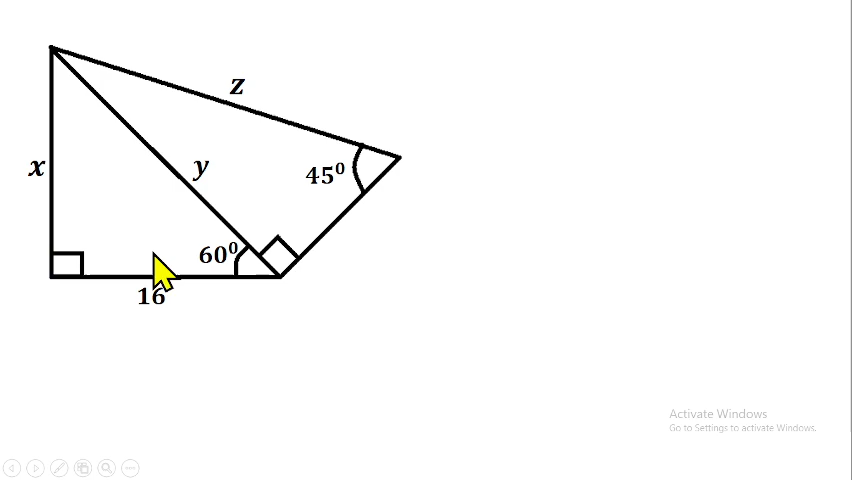 z
x
y
45⁰
60⁰
16
Activate Windows
Go to Settings to activate Windows.